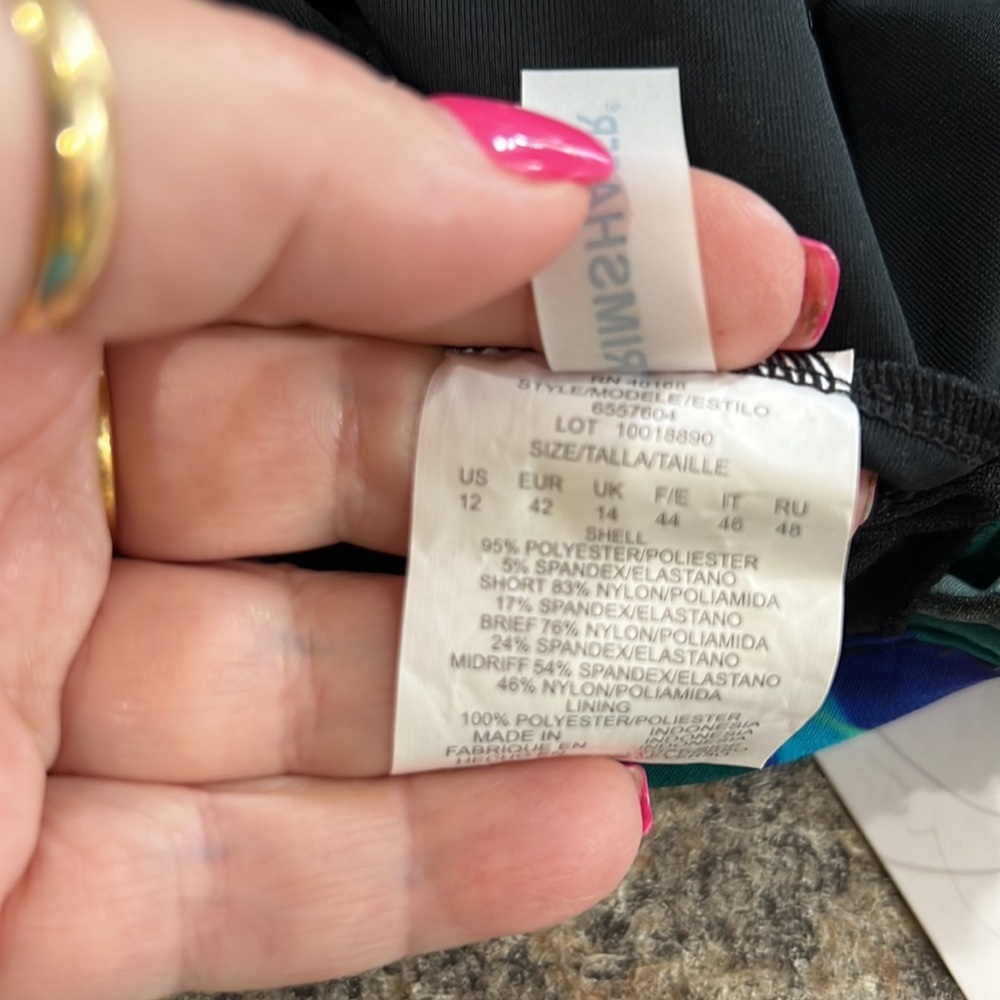 RIMSHAPER®
RN 40168
STYLE/MODELE/ESTILO
6557604
LOT 10018890
SIZE/TALLA/TAILLE
US EUR UK F/E IT RU
12 42 14 44 46 48
SHELL
95% POLYESTER/POLIESTER
5% SPANDEX/ELASTANO
SHORT 83% NYLON/POLIAMIDA
17% SPANDEX/ELASTANO
BRIEF 76% NYLON/POLIAMIDA
24% SPANDEX/ELASTANO
MIDRIFF 54% SPANDEX/ELASTANO
46% NYLON/POLIAMIDA
LINING
100% POLYESTER/POLIESTER
MADE IN INDONESIA
FABRIQUE EN